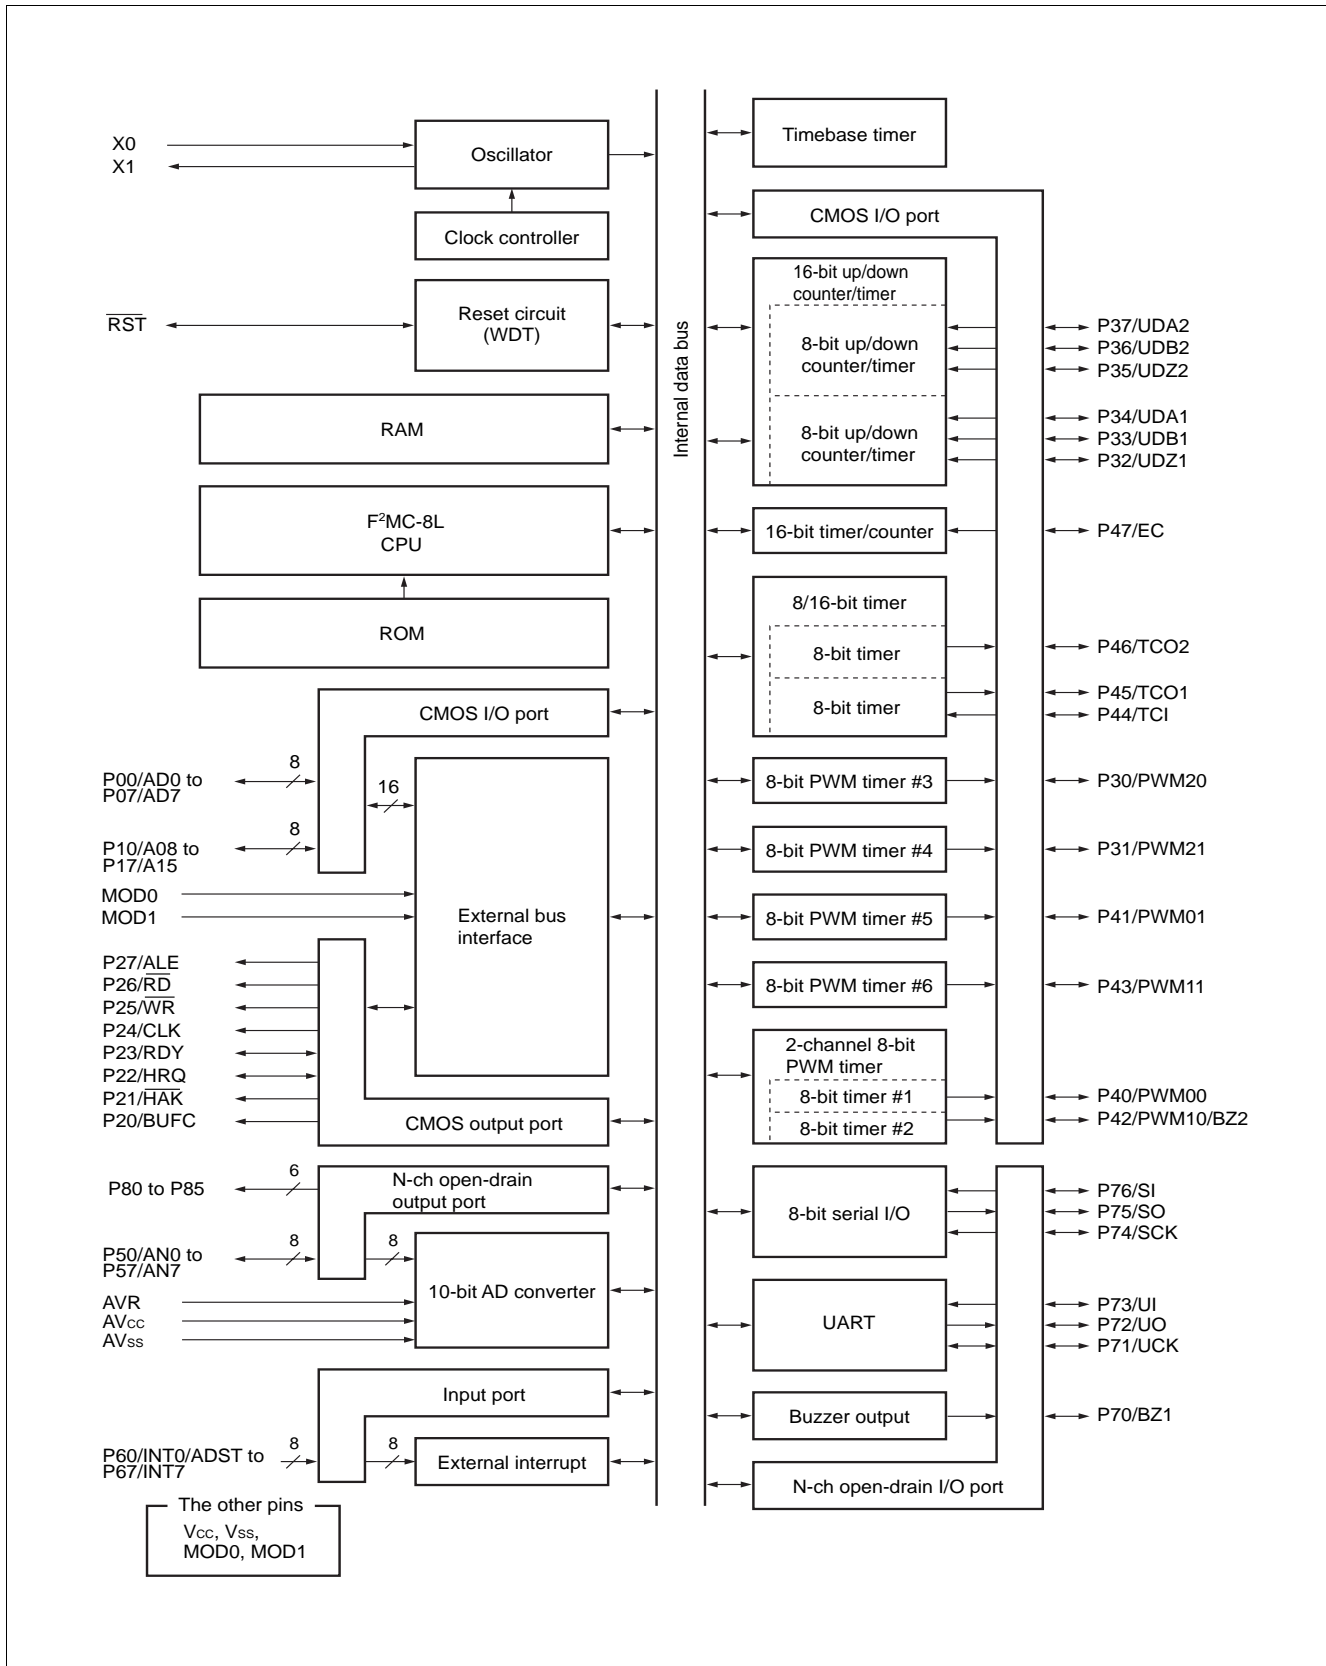 X0
X1
Oscillator
Clock controller
RST
Reset circuit
(WDT)
RAM
F²MC-8L
CPU
ROM
CMOS I/O port
P00/AD0 to
P07/AD7
8
16
P10/A08 to
P17/A15
8
MOD0
MOD1
External bus
interface
P27/ALE
P26/RD
P25/WR
P24/CLK
P23/RDY
P22/HRQ
P21/HAK
P20/BUFC
CMOS output port
P80 to P85
6
N-ch open-drain
output port
P50/AN0 to
P57/AN7
8
8
10-bit AD converter
AVR
AVCC
AVSS
Input port
P60/INT0/ADST to
P67/INT7
8
8
External interrupt
The other pins
VCC, VSS,
MOD0, MOD1
Internal data bus
Timebase timer
CMOS I/O port
16-bit up/down
counter/timer
8-bit up/down
counter/timer
8-bit up/down
counter/timer
P37/UDA2
P36/UDB2
P35/UDZ2
P34/UDA1
P33/UDB1
P32/UDZ1
16-bit timer/counter
P47/EC
8/16-bit timer
8-bit timer
8-bit timer
P46/TCO2
P45/TCO1
P44/TCI
8-bit PWM timer #3
P30/PWM20
8-bit PWM timer #4
P31/PWM21
8-bit PWM timer #5
P41/PWM01
8-bit PWM timer #6
P43/PWM11
2-channel 8-bit
PWM timer
8-bit timer #1
8-bit timer #2
P40/PWM00
P42/PWM10/BZ2
8-bit serial I/O
P76/SI
P75/SO
P74/SCK
UART
P73/UI
P72/UO
P71/UCK
Buzzer output
P70/BZ1
N-ch open-drain I/O port